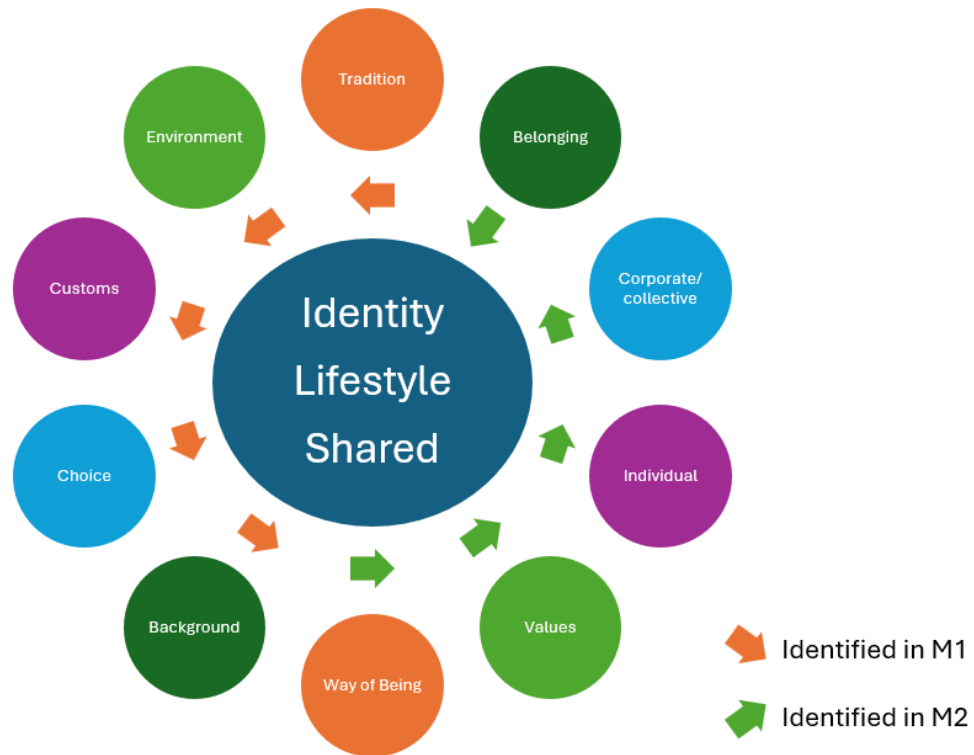 Tradition
Belonging
Environment
Corporate/
collective
Customs
Identity
Lifestyle
Shared
Choice
Individual
Background
Values
Way of Being
Identified in M1
Identified in M2